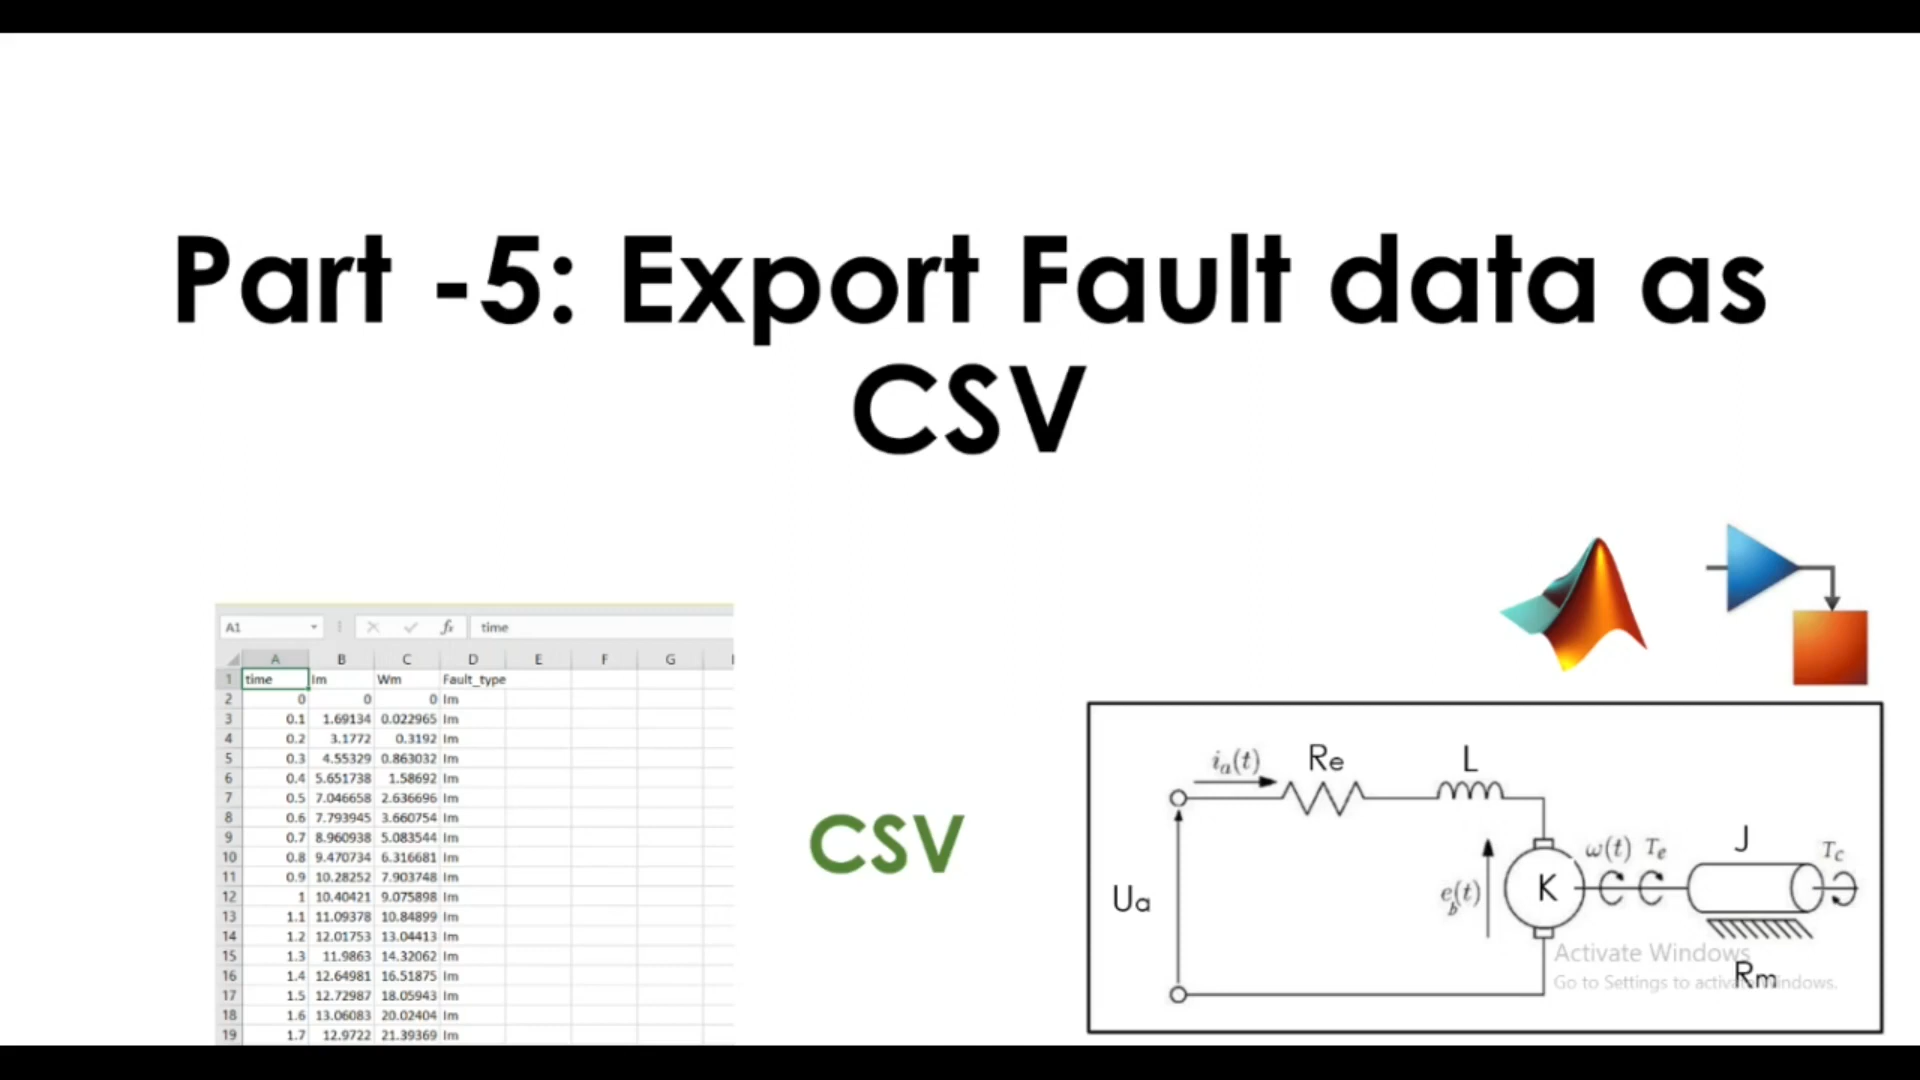 Part -5: Export Fault data as
CSV
A1 fx time
A B C D E F G
1 time Im Wm Fault_type
2 0 0 0 Im
3 0.1 1.69134 0.022965 Im
4 0.2 3.1772 0.3192 Im
5 0.3 4.55329 0.863032 Im
6 0.4 5.651738 1.58692 Im
7 0.5 7.046658 2.636696 Im
8 0.6 7.793945 3.660754 Im
9 0.7 8.960938 5.083544 Im
10 0.8 9.470734 6.316681 Im
11 0.9 10.28252 7.903748 Im
12 1 10.40421 9.075898 Im
13 1.1 11.09378 10.84899 Im
14 1.2 12.01753 13.04413 Im
15 1.3 11.9863 14.32062 Im
16 1.4 12.64981 16.51875 Im
17 1.5 12.72987 18.05943 Im
18 1.6 13.06083 20.02404 Im
19 1.7 12.9722 21.39369 Im
CSV
ia(t) Re L
ω(t) Te J Tc
Ua eb(t) K
Rm
Activate Windows
Go to Settings to activate Windows.